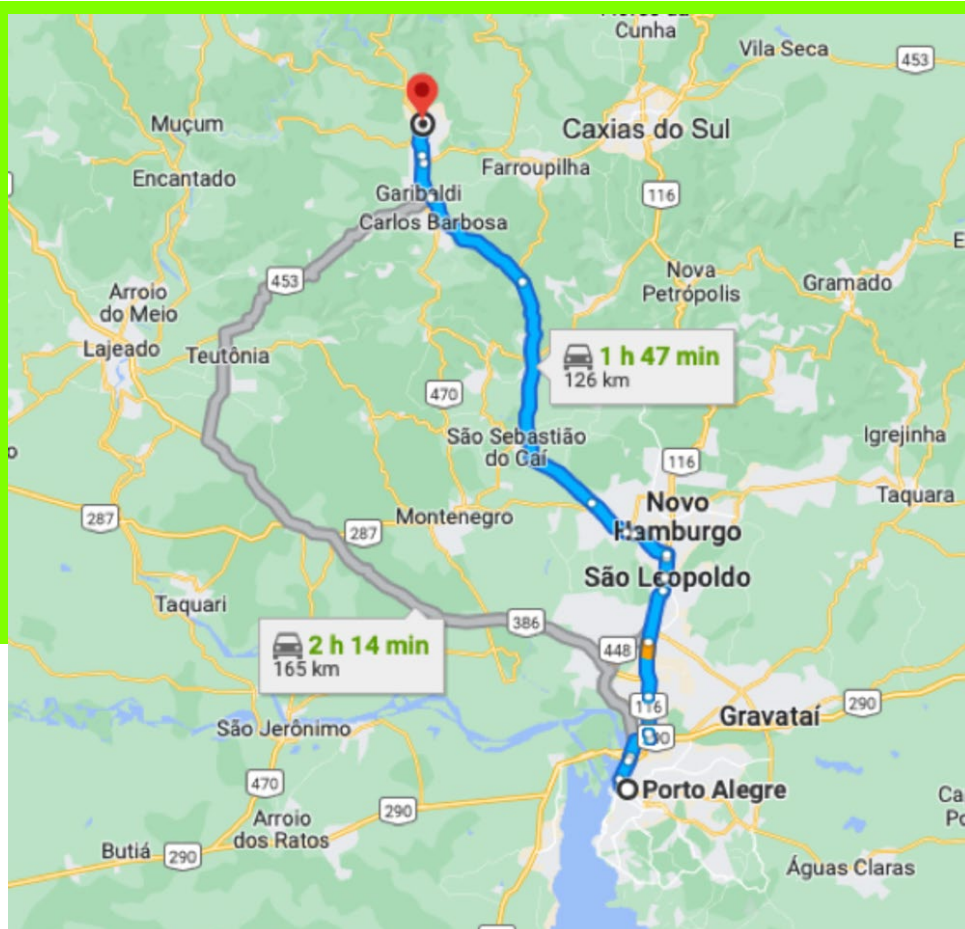 Cunha
Vila Seca
453
Muçum
Caxias do Sul
Encantado
Farroupilha
116
Garibaldi
Carlos Barbosa
453
Nova
Petrópolis
Gramado
Arroio
do Meio
Lajeado
Teutônia
1 h 47 min
126 km
470
São Sebastião
do Caí
Igrejinha
116
Taquara
Novo
Hamburgo
287
Montenegro
287
São Leopoldo
Taquari
386
2 h 14 min
165 km
448
116
290
Gravataí
São Jerônimo
Porto Alegre
470
290
Arroio
dos Ratos
Butiá
290
Águas Claras